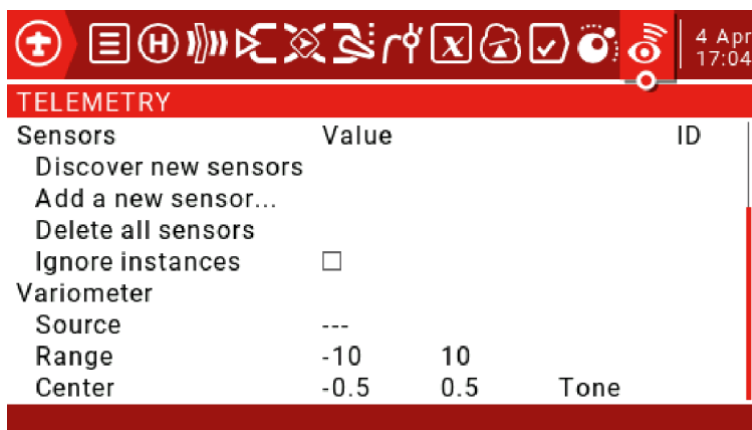 4 Apr
17:04
TELEMETRY
Sensors Value ID
Discover new sensors
Add a new sensor...
Delete all sensors
Ignore instances
Variometer
Source ---
Range -10 10
Center -0.5 0.5 Tone